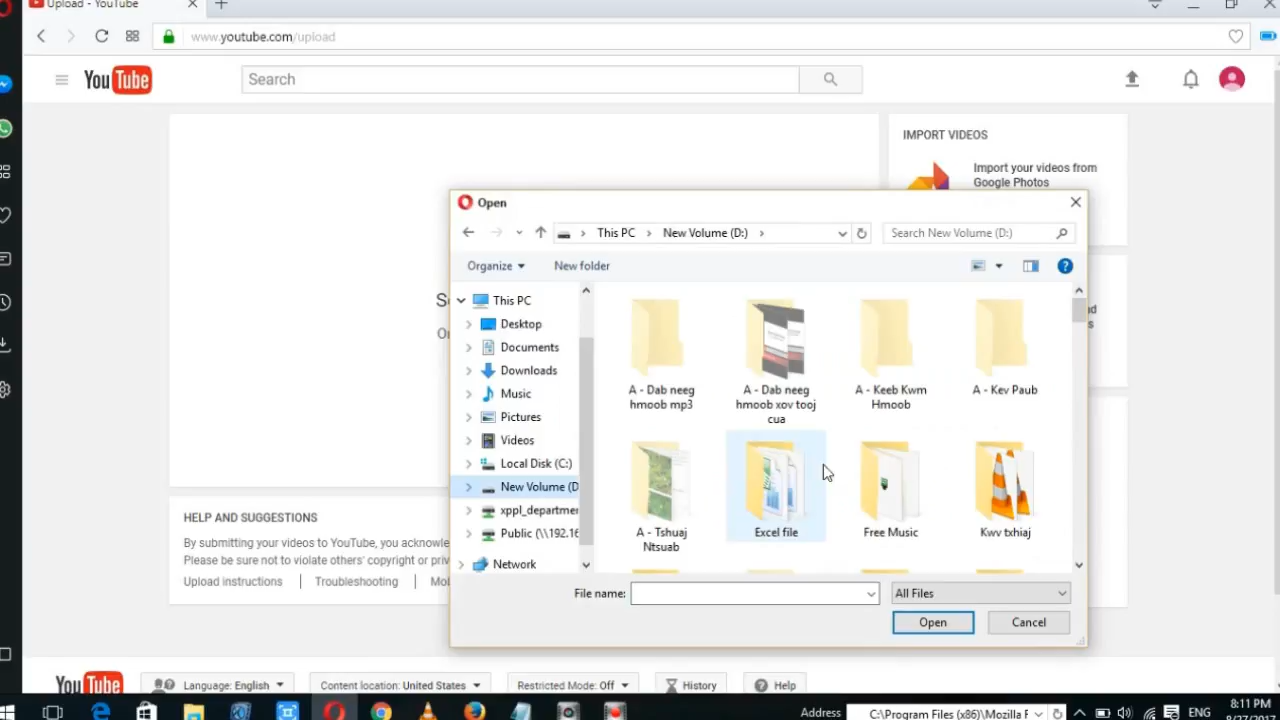 Upload - YouTube
www.youtube.com/upload
YouTube
Search
IMPORT VIDEOS
Import your videos from
Google Photos
Open
This PC
New Volume (D:)
Search New Volume (D:)
Organize
New folder
This PC
Desktop
Documents
Downloads
Music
Pictures
Videos
Local Disk (C:)
New Volume (D
xppl_departmen
Public (\\192.16
Network
A - Dab neeg
hmoob mp3
A - Dab neeg
hmoob xov tooj
cua
A - Keeb Kwm
Hmoob
A - Kev Paub
A - Tshuaj
Ntsuab
Excel file
Free Music
Kwv txhiaj
File name:
All Files
Open
Cancel
HELP AND SUGGESTIONS
By submitting your videos to YouTube, you acknowle
Please be sure not to violate others' copyright or priv
Upload instructions
Troubleshooting
YouTube
Language: English
Content location: United States
Restricted Mode: Off
History
Help
Address
C:\Program Files (x86)\Mozilla F
ENG
8:11 PM